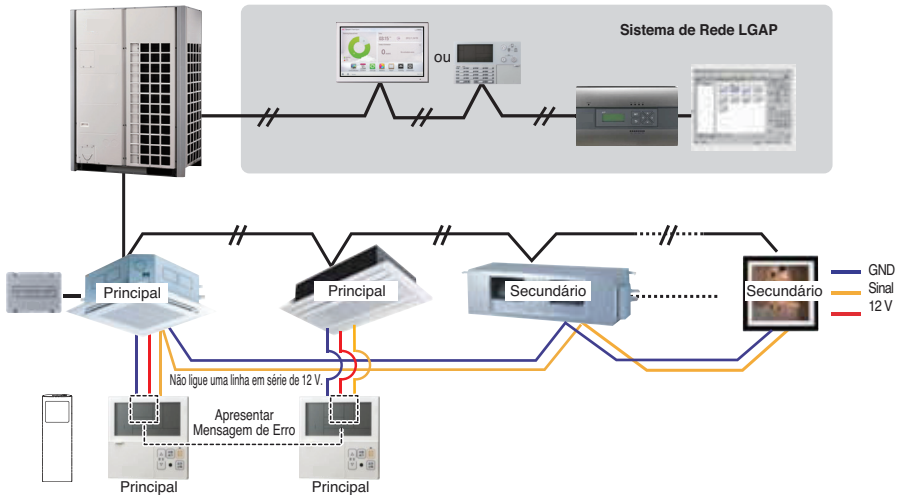 Sistema de Rede LGAP
ou
Principal
Principal
Secundário
Secundário
GND
Sinal
12 V
Não ligue uma linha em série de 12 V.
Apresentar
Mensagem de Erro
Principal
Principal